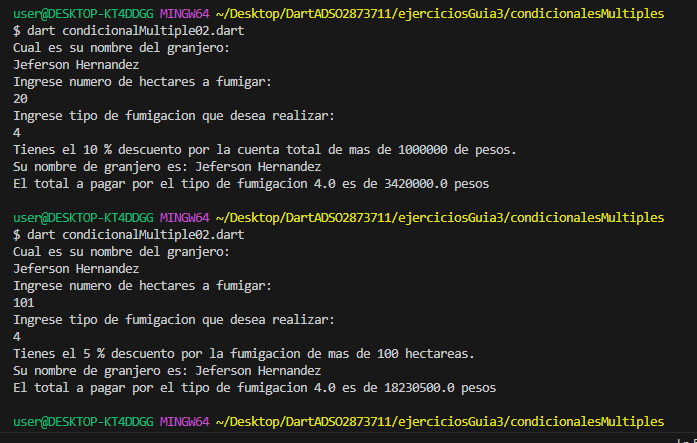 user@DESKTOP-KT4DDGG MINGW64 ~/Desktop/DartADSO2873711/ejerciciosGuia3/condicionalesMultiples
$ dart condicionalMultiple02.dart
Cual es su nombre del granjero:
Jeferson Hernandez
Ingrese numero de hectares a fumigar:
20
Ingrese tipo de fumigacion que desea realizar:
4
Tienes el 10 % descuento por la cuenta total de mas de 1000000 de pesos.
Su nombre de granjero es: Jeferson Hernandez
El total a pagar por el tipo de fumigacion 4.0 es de 3420000.0 pesos
user@DESKTOP-KT4DDGG MINGW64 ~/Desktop/DartADSO2873711/ejerciciosGuia3/condicionalesMultiples
$ dart condicionalMultiple02.dart
Cual es su nombre del granjero:
Jeferson Hernandez
Ingrese numero de hectares a fumigar:
101
Ingrese tipo de fumigacion que desea realizar:
4
Tienes el 5 % descuento por la fumigacion de mas de 100 hectareas.
Su nombre de granjero es: Jeferson Hernandez
El total a pagar por el tipo de fumigacion 4.0 es de 18230500.0 pesos
user@DESKTOP-KT4DDGG MINGW64 ~/Desktop/DartADSO2873711/ejerciciosGuia3/condicionalesMultiples